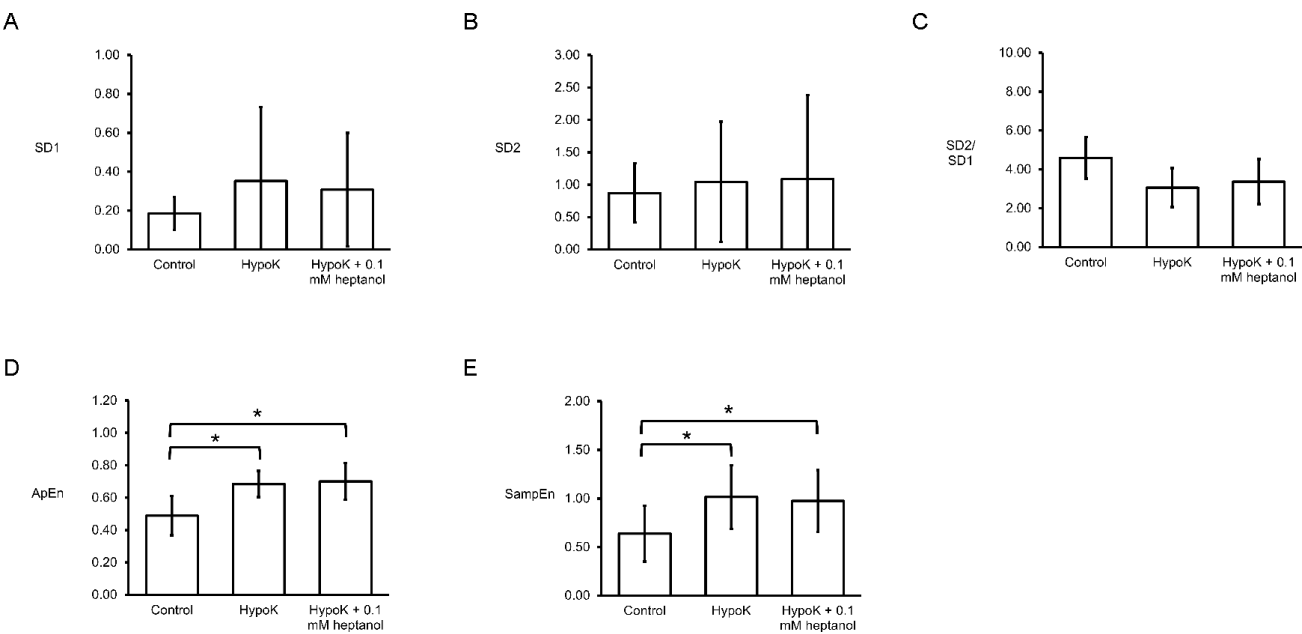 A
1.00
0.80
0.60
0.40
0.20
0.00
SD1
Control
HypoK
HypoK + 0.1
mM heptanol
B
3.00
2.50
2.00
1.50
1.00
0.50
0.00
SD2
Control
HypoK
HypoK + 0.1
mM heptanol
C
10.00
8.00
6.00
4.00
2.00
0.00
SD2/
SD1
Control
HypoK
HypoK + 0.1
mM heptanol
D
1.20
1.00
0.80
0.60
0.40
0.20
0.00
ApEn
*
*
Control
HypoK
HypoK + 0.1
mM heptanol
E
2.00
1.50
1.00
0.50
0.00
SampEn
*
*
Control
HypoK
HypoK + 0.1
mM heptanol